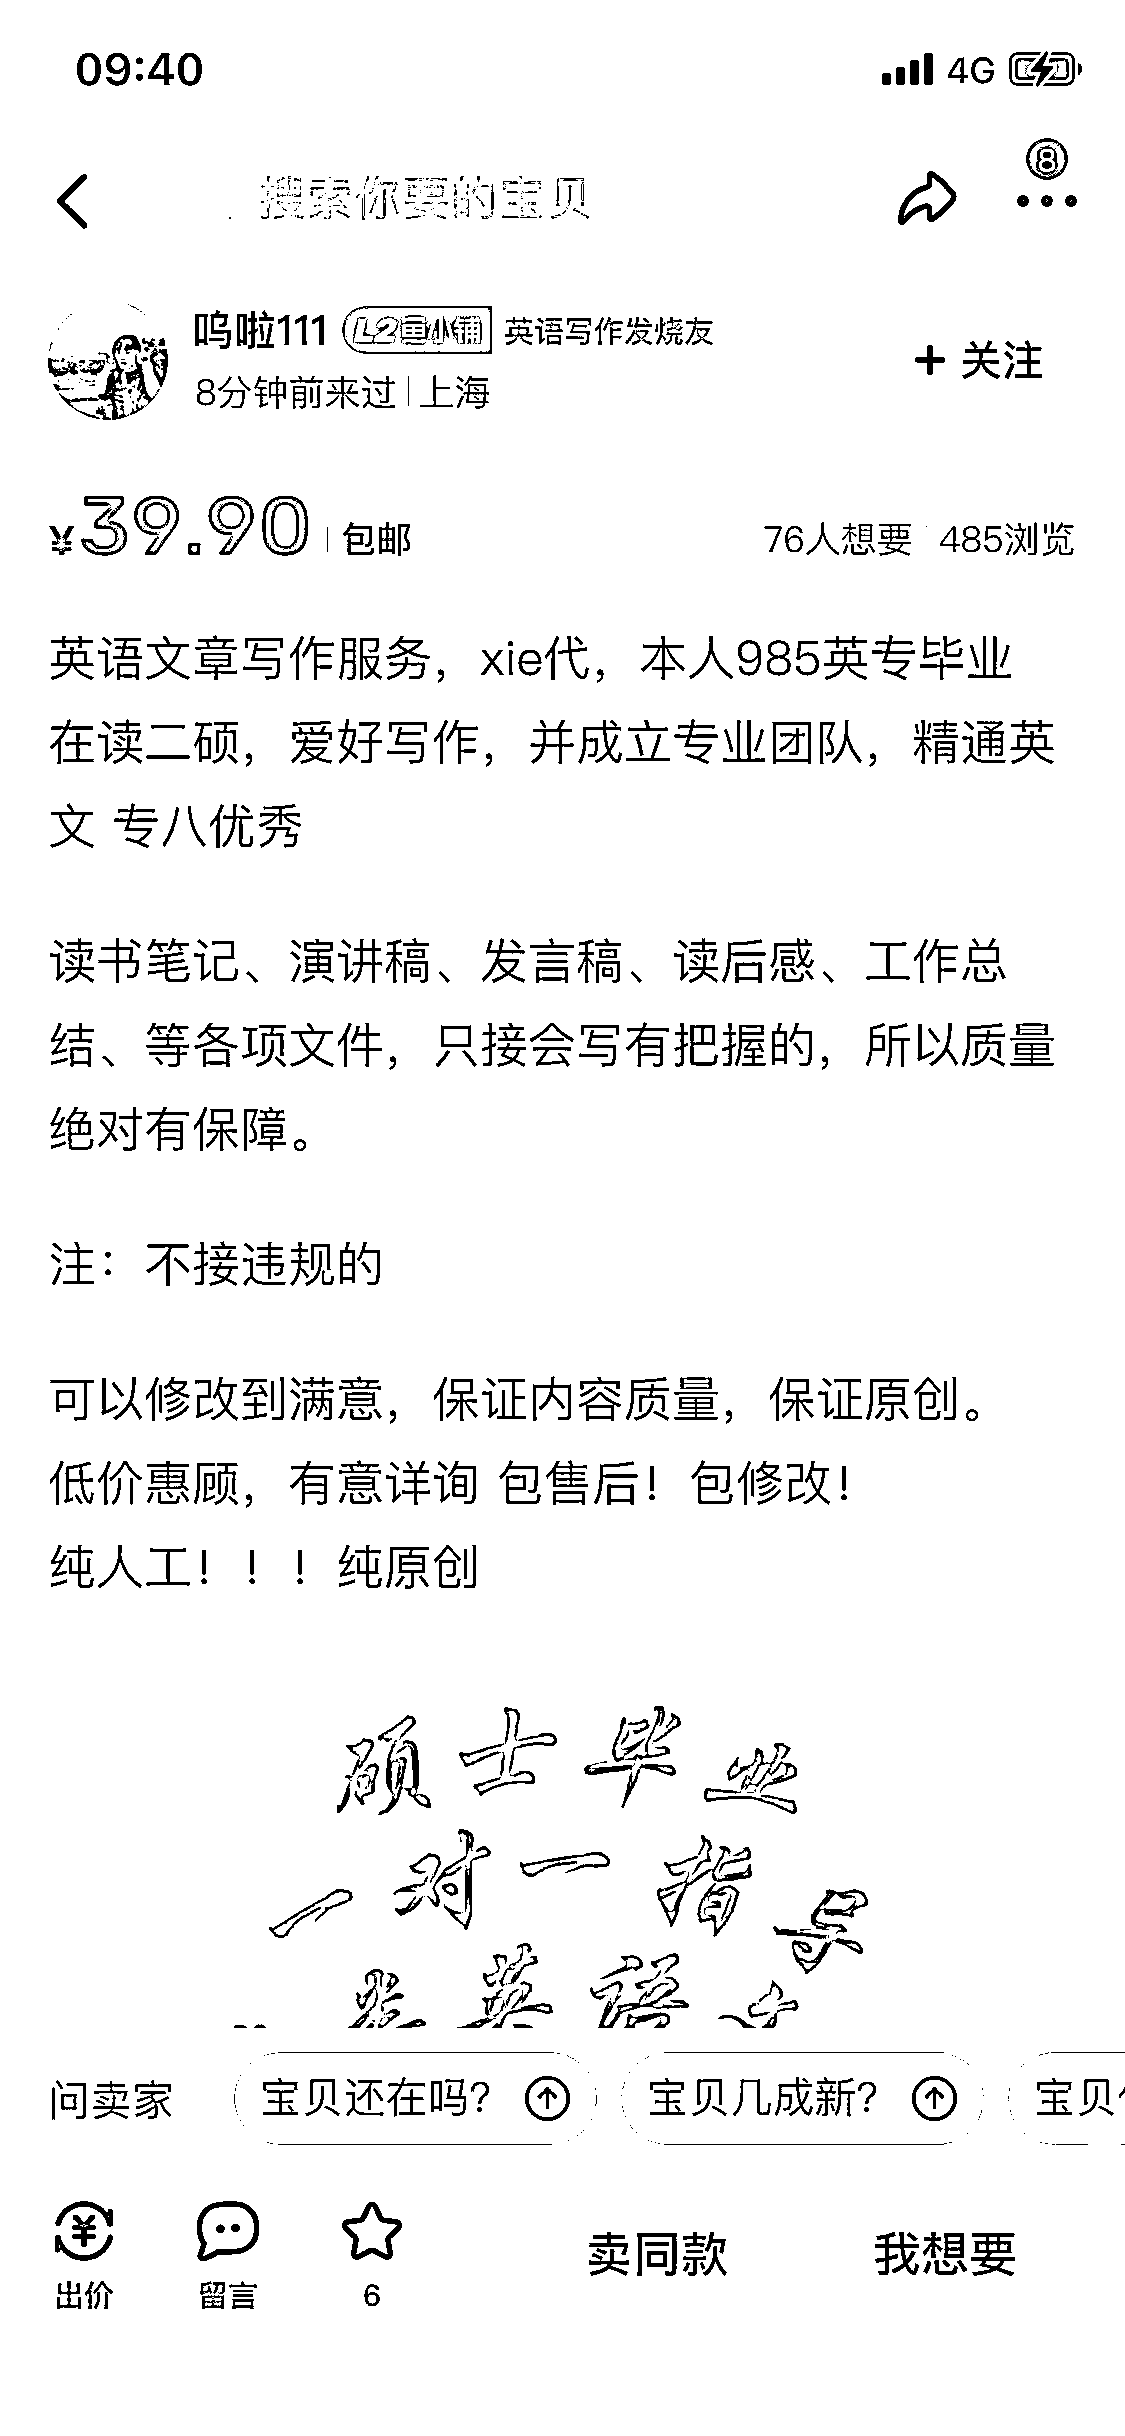 09:40 4G
搜索你要的宝贝 8
呜啦111 L2鱼小铺 英语写作发烧友
8分钟前来过 | 上海
+ 关注
¥39.90 | 包邮 76人想要 485浏览
英语文章写作服务，xie代，本人985英专毕业
在读二硕，爱好写作，并成立专业团队，精通英
文 专八优秀
读书笔记、演讲稿、发言稿、读后感、工作总
结、等各项文件，只接会写有把握的，所以质量
绝对有保障。
注：不接违规的
可以修改到满意，保证内容质量，保证原创。
低价惠顾，有意详询 包售后！包修改！
纯人工！！！纯原创
硕士毕业
一对一指导
英语
问卖家 宝贝还在吗？ 宝贝几成新？ 宝贝
出价 留言 6 卖同款 我想要